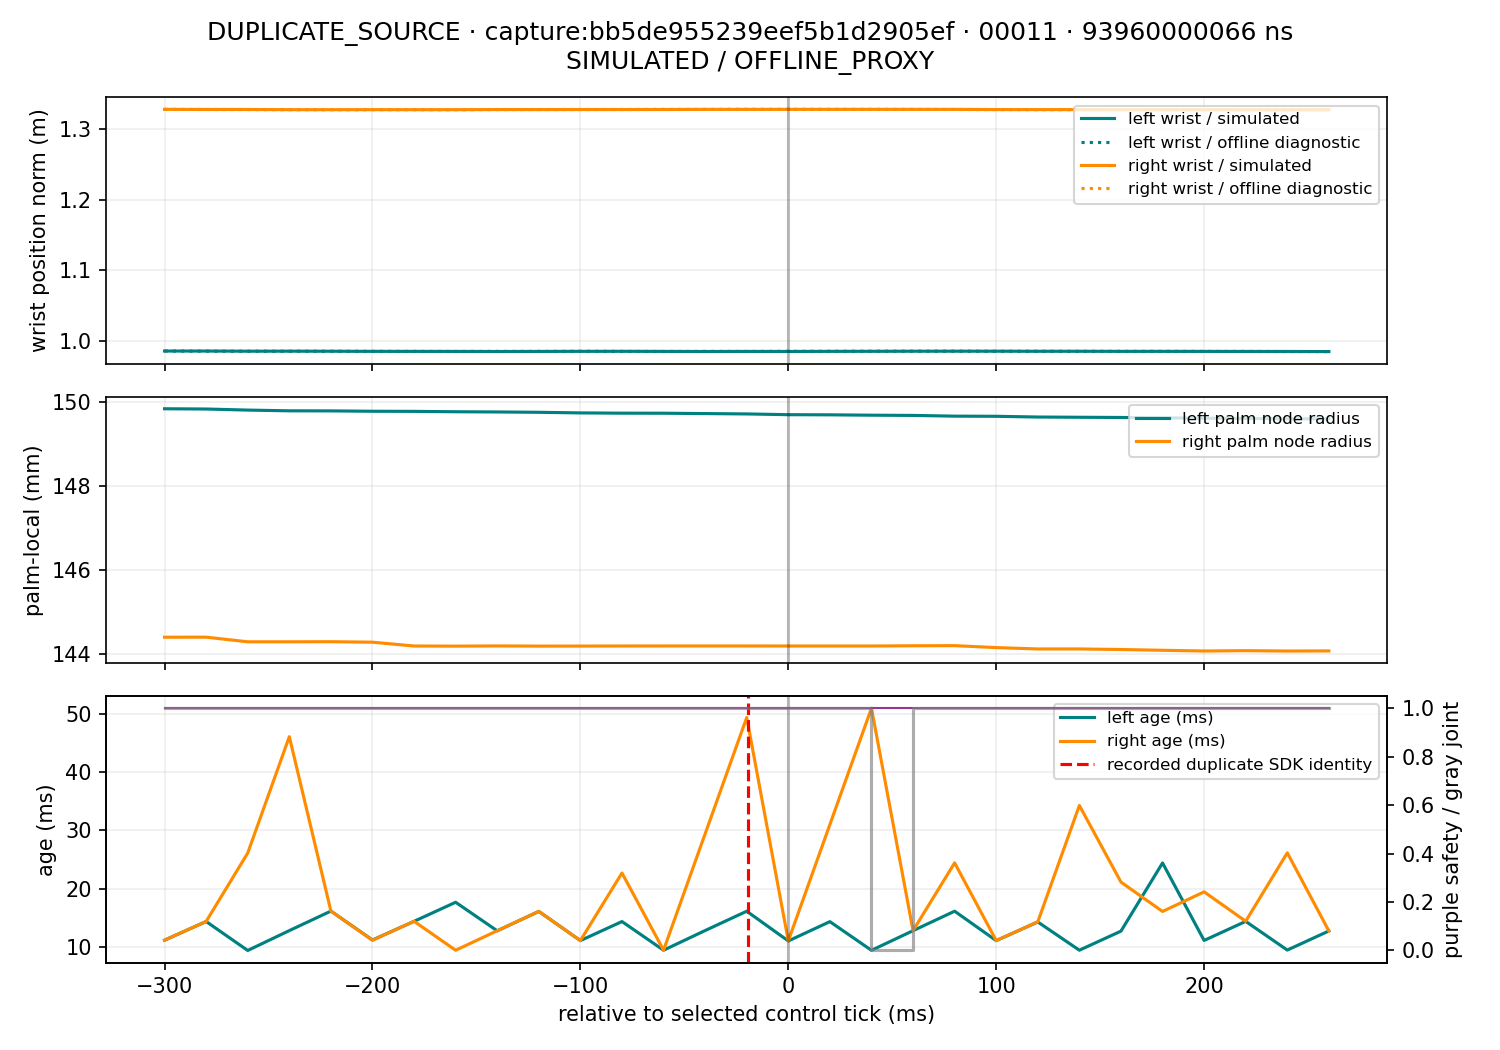 DUPLICATE_SOURCE · capture:bb5de955239eef5b1d2905ef · 00011 · 93960000066 ns
SIMULATED / OFFLINE_PROXY
wrist position norm (m)
1.3
1.2
1.1
1.0
left wrist / simulated
left wrist / offline diagnostic
right wrist / simulated
right wrist / offline diagnostic
palm-local (mm)
150
148
146
144
left palm node radius
right palm node radius
age (ms)
50
40
30
20
10
left age (ms)
right age (ms)
recorded duplicate SDK identity
1.0
0.8
0.6
0.4
0.2
0.0
purple safety / gray joint
−300
−200
−100
0
100
200
relative to selected control tick (ms)